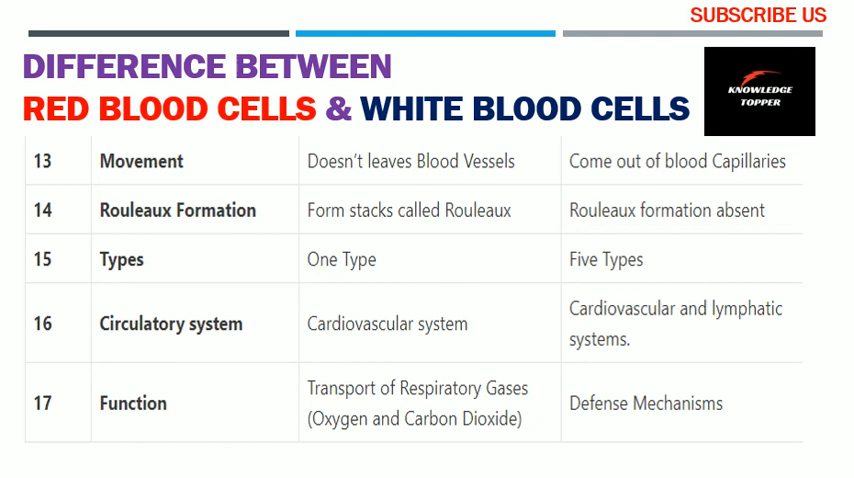 SUBSCRIBE US
DIFFERENCE BETWEEN
RED BLOOD CELLS & WHITE BLOOD CELLS
KNOWLEDGE
TOPPER
13 Movement Doesn't leaves Blood Vessels Come out of blood Capillaries
14 Rouleaux Formation Form stacks called Rouleaux Rouleaux formation absent
15 Types One Type Five Types
16 Circulatory system Cardiovascular system Cardiovascular and lymphatic
systems.
17 Function Transport of Respiratory Gases
(Oxygen and Carbon Dioxide) Defense Mechanisms